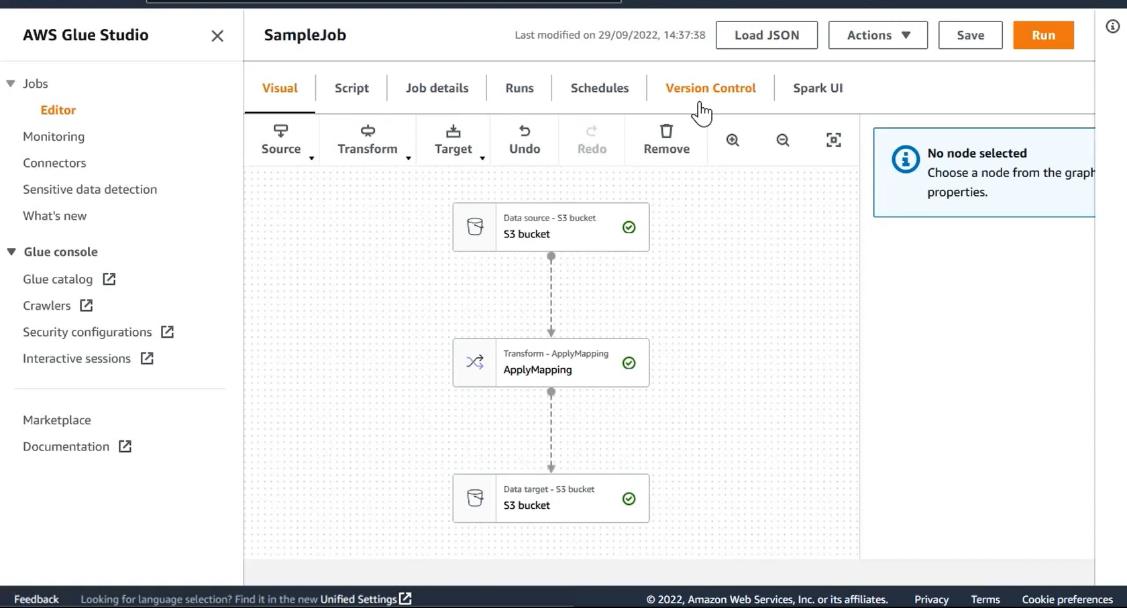 AWS Glue Studio
Jobs
Editor
Monitoring
Connectors
Sensitive data detection
What's new
Glue console
Glue catalog
Crawlers
Security configurations
Interactive sessions
Marketplace
Documentation
SampleJob
Last modified on 29/09/2022, 14:37:38
Load JSON
Actions
Save
Run
Visual
Script
Job details
Runs
Schedules
Version Control
Spark UI
Source
Transform
Target
Undo
Redo
Remove
Data source - S3 bucket
S3 bucket
Transform - ApplyMapping
ApplyMapping
Data target - S3 bucket
S3 bucket
No node selected
Choose a node from the graph
properties.
Feedback
Looking for language selection? Find it in the new Unified Settings
© 2022, Amazon Web Services, Inc. or its affiliates.
Privacy
Terms
Cookie preferences